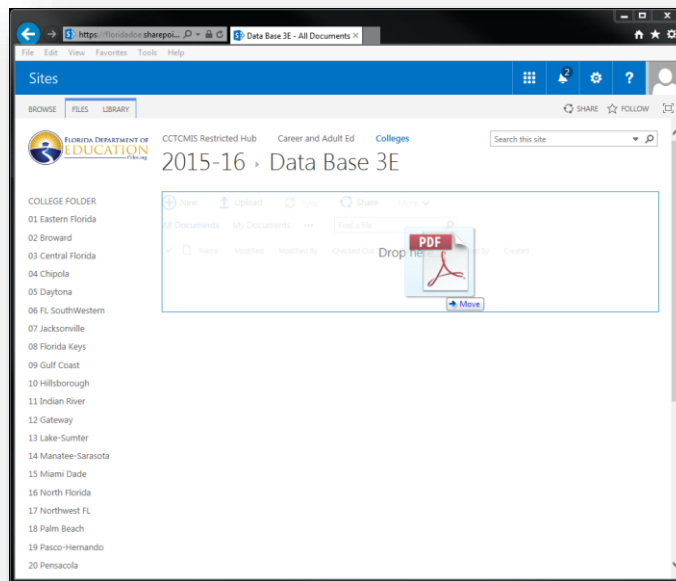 https://floridadoe.sharepoi...
Data Base 3E - All Documents ×
File Edit View Favorites Tools Help
Sites
2
?
BROWSE FILES LIBRARY
SHARE FOLLOW
FLORIDA DEPARTMENT OF
EDUCATION
fldoe.org
CCTCMIS Restricted Hub Career and Adult Ed Colleges
Search this site
2015-16 Data Base 3E
New Upload Sync Share More
All Documents My Documents ... Find a file
Name Modified Modified By Checked Out By Created
Drop he
PDF
Move
COLLEGE FOLDER
01 Eastern Florida
02 Broward
03 Central Florida
04 Chipola
05 Daytona
06 FL SouthWestern
07 Jacksonville
08 Florida Keys
09 Gulf Coast
10 Hillsborough
11 Indian River
12 Gateway
13 Lake-Sumter
14 Manatee-Sarasota
15 Miami Dade
16 North Florida
17 Northwest FL
18 Palm Beach
19 Pasco-Hernando
20 Pensacola